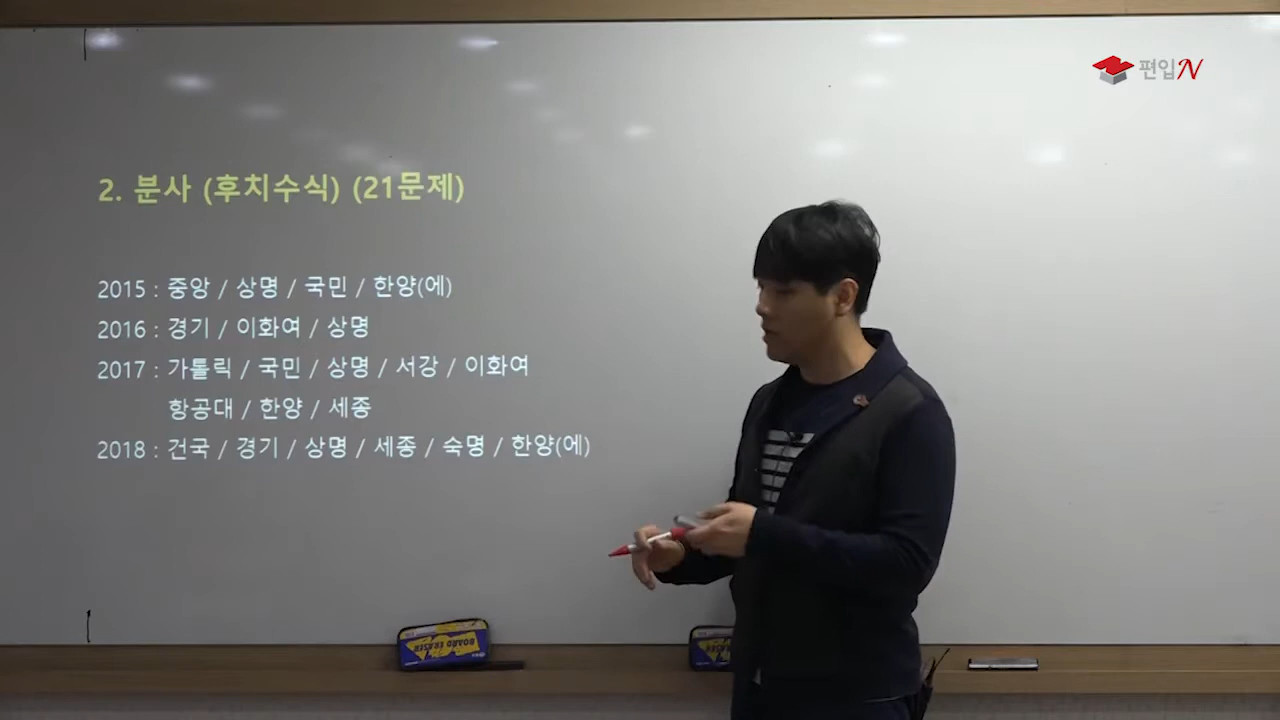 편입N
2. 분사 (후치수식) (21문제)
2015 : 중앙 / 상명 / 국민 / 한양(에)
2016 : 경기 / 이화여 / 상명
2017 : 가톨릭 / 국민 / 상명 / 서강 / 이화여
항공대 / 한양 / 세종
2018 : 건국 / 경기 / 상명 / 세종 / 숙명 / 한양(에)
BOARD ERASER